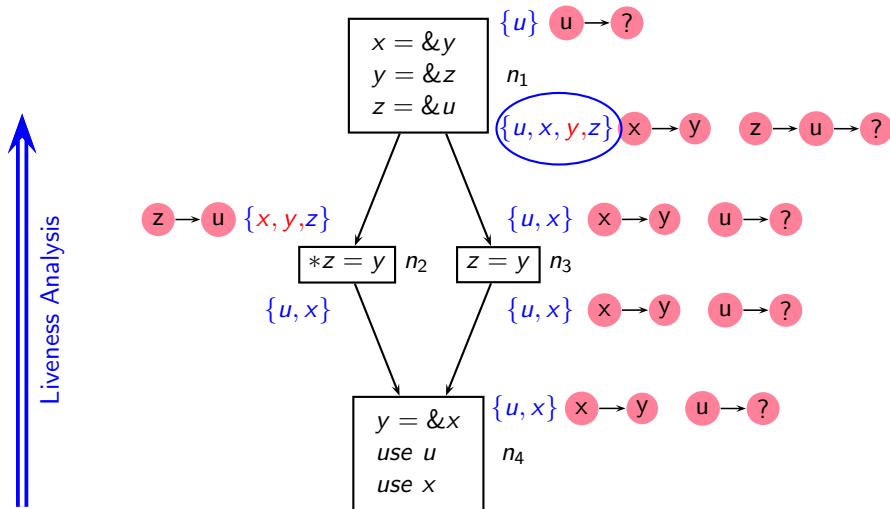 {u} u ?
x = &y
y = &z n₁
z = &u
{u, x, y,z} x y z u ?
z u {x, y,z} {u, x} x y u ?
∗z = y n₂ z = y n₃
{u, x} {u, x} x y u ?
{u, x} x y u ?
y = &x
use u n₄
use x
Liveness Analysis